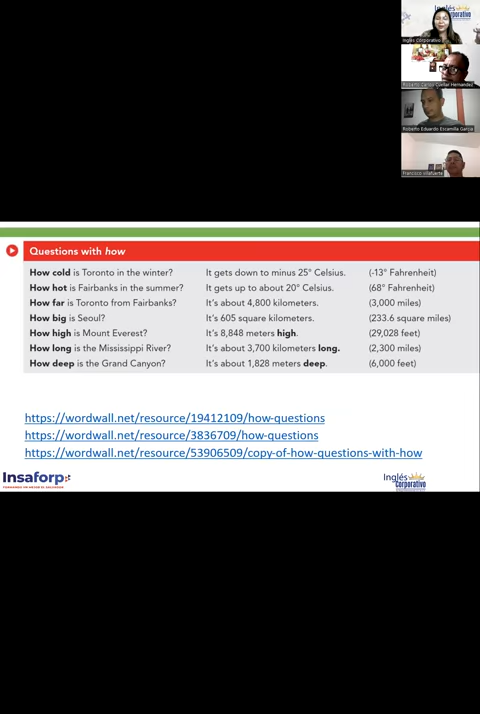 Inglés
Corporativo
Inglés Corporativo
Roberto Carlos Cuellar Hernandez
Roberto Eduardo Escamilla Garcia
Francisco villafuerte
Questions with how
How cold is Toronto in the winter? It gets down to minus 25° Celsius. (-13° Fahrenheit)
How hot is Fairbanks in the summer? It gets up to about 20° Celsius. (68° Fahrenheit)
How far is Toronto from Fairbanks? It's about 4,800 kilometers. (3,000 miles)
How big is Seoul? It's 605 square kilometers. (233.6 square miles)
How high is Mount Everest? It's 8,848 meters high. (29,028 feet)
How long is the Mississippi River? It's about 3,700 kilometers long. (2,300 miles)
How deep is the Grand Canyon? It's about 1,828 meters deep. (6,000 feet)
https://wordwall.net/resource/19412109/how-questions
https://wordwall.net/resource/3836709/how-questions
https://wordwall.net/resource/53906509/copy-of-how-questions-with-how
Insaforp
Inglés
Corporativo